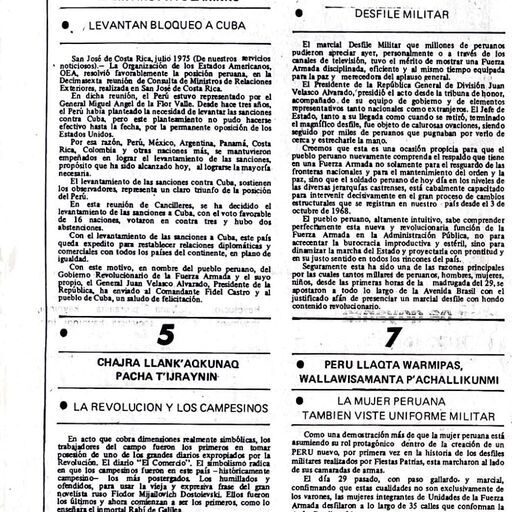 LEVANTAN BLOQUEO A CUBA
San José de Costa Rica, julio 1975 (De nuestros servicios
noticiosos).— La Organización de los Estados Americanos,
OEA, resolvió favorablemente la posición peruana, en la
Decimasexta reunión de Consulta de Ministros de Relaciones
Exteriores, realizada en San José de Costa Rica.
En dicha reunión, el Perú estuvo representado por el
General Miguel Angel de la Flor Valle. Desde hace tres años,
el Perú había planteado la necesidad de levantar las sanciones
contra Cuba, pero este planteamiento no pudo hacerse
efectivo hasta la fecha, por la permanente oposición de los
Estados Unidos.
Por esa razón, Perú, México, Argentina, Panamá, Costa
Rica, Colombia y otras naciones más, se mantuvieron
empeñados en lograr el levantamiento de las sanciones,
propósito que ha sido alcanzado hoy, al lograrse la mayoría
necesaria.
El levantamiento de las sanciones contra Cuba, sostienen
los observadores, representa un claro triunfo de la posición
del Perú.
En esta reunión de Cancilleres, se ha decidido el
levantamiento de las sanciones a Cuba, con el voto favorable
de 16 naciones, votaron en contra tres y hubo dos
abstenciones.
Con el levantamiento de las sanciones a Cuba, este país
queda expedito para restablecer relaciones diplomáticas y
comerciales con todos los países del continente, en plano de
igualdad.
Con este motivo, en nombre del pueblo peruano, del
Gobierno Revolucionario de la Fuerza Armada y el suyo
propio, el General Juan Velasco Alvarado, Presidente de la
República, ha enviado al Comandante Fidel Castro y al
pueblo de Cuba, un saludo de felicitación.
5
CHAJRA LLANK'AQKUNAQ
PACHA T'IJRAYNIN
LA REVOLUCION Y LOS CAMPESINOS
En acto que cobra dimensiones realmente simbólicas, los
trabajadores del campo fueron los primeros en tomar
posesión de uno de los grandes diarios expropiados por la
Revolución. El diario "El Comercio". El simbolismo radica
en que los campesinos fueron en este país —históricamente
campesino— los más postergados. Los humillados y
ofendidos, para usar la vieja y expresiva frase del gran
novelista ruso Fiodor Mijailovich Dostoievski. Ellos fueron
los últimos y ahora comienzan a ser los primeros, como lo
enseñara el inmortal Rabí de Galilea.
DESFILE MILITAR
El marcial Desfile Militar que millones de peruanos
pudieron apreciar ayer, personalmente o a través de los
canales de televisión, tuvo el mérito de mostrar una Fuerza
Armada disciplinada, eficiente y al mismo tiempo equipada
para la paz y merecedora del aplauso general.
El Presidente de la República General de División Juan
Velasco Alvarado, presidió el acto desde la tribuna de honor,
acompañado, de su equipo de gobierno y de elementos
representativos tanto nacionales como extranjeros. El Jefe de
Estado, tanto a su llegada como cuando se retiró, terminado el
magnífico desfile, fue objeto de calurosas ovaciones, siendo
seguido por miles de peruanos que pugnaban por verlo de
cerca y estrecharle la mano.
Creemos que esta es una ocasión propicia para que el
pueblo peruano nuevamente comprenda el respaldo que tiene
en una Fuerza Armada no solamente para el resguardo de las
fronteras nacionales y para el mantenimiento del orden y la
paz, sino que el soldado peruano de hoy día en los niveles de
las diversas jerarquías castrenses, está cabalmente capacitado
para intervenir decisivamente en el gran proceso de cambios
estructurales que se registran en nuestro país desde el 3 de
octubre de 1968.
El pueblo peruano, altamente intuitivo, sabe comprender
perfectamente esta nueva y revolucionaria función de la
Fuerza Armada en la Administración Pública, no para
acrecentar la burocracia improductiva y estéril, sino para
dinamizar la marcha del Estado y proyectarla con prontitud y
en su justo sentido en todos los rincones del país.
Seguramente esta ha sido una de las razones principales
por las cuales tantos millares de peruanos, hombres, mujeres,
niños, desde las primeras horas de la madrugada del 29, se
apostaron a todo lo largo de la Avenida Brasil con el
justificado afán de presenciar un marcial desfile con hondo
contenido revolucionario.
7
PERU LLAQTA WARMIPAS,
WALLAWISAMANTA P'ACHALLIKUNMI
LA MUJER PERUANA
TAMBIEN VISTE UNIFORME MILITAR
Como una demostración más de que la mujer peruana está
asumiendo su rol protagónico dentro de la creación de un
PERU nuevo, por primera vez en la historia de los desfiles
militares realizados por Fiestas Patrias, esta marcharon al lado
de sus camaradas de armas.
El día 29 pasado, con paso gallardo y marcial,
confirmando que estas cualidades no son exclusivamente de
los varones, las mujeres integrantes de Unidades de la Fuerza
Armada desfilaron a lo largo de 35 calles que conforman la